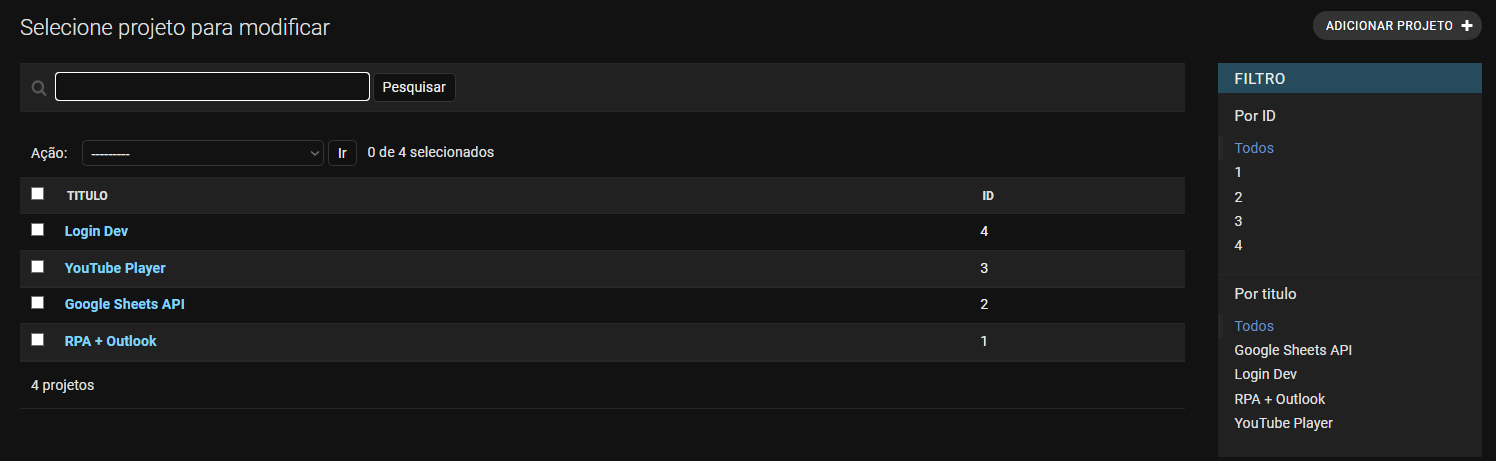 Selecione projeto para modificar
ADICIONAR PROJETO +
Pesquisar
Ação: --------- Ir 0 de 4 selecionados
TITULO ID
Login Dev 4
YouTube Player 3
Google Sheets API 2
RPA + Outlook 1
4 projetos
FILTRO
Por ID
Todos
1
2
3
4
Por titulo
Todos
Google Sheets API
Login Dev
RPA + Outlook
YouTube Player